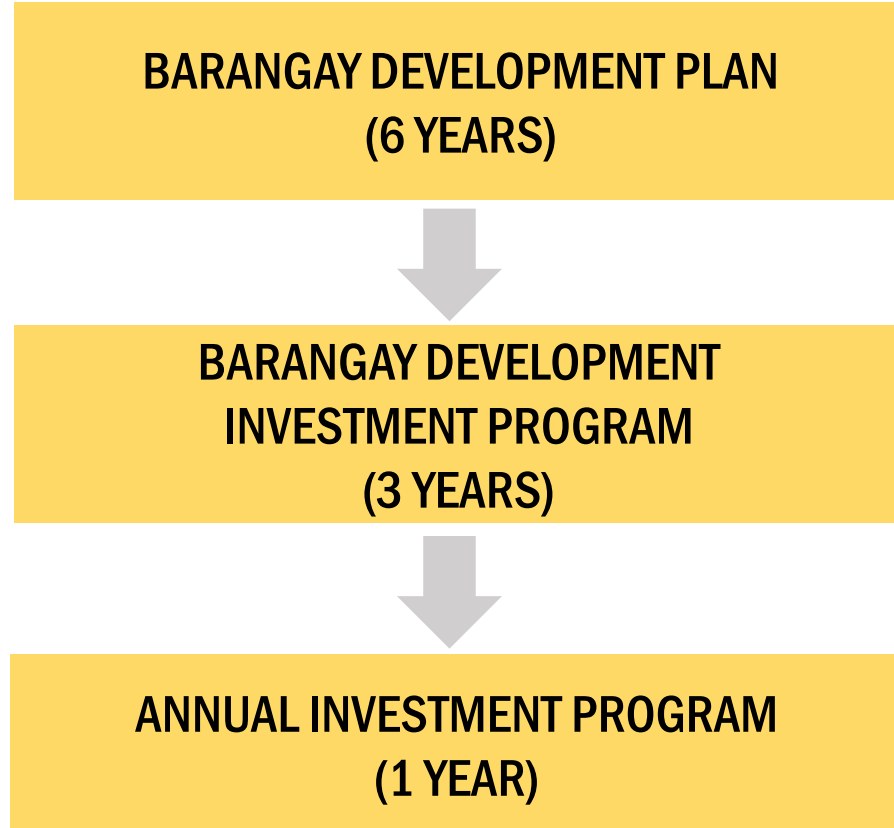 BARANGAY DEVELOPMENT PLAN
(6 YEARS)
BARANGAY DEVELOPMENT
INVESTMENT PROGRAM
(3 YEARS)
ANNUAL INVESTMENT PROGRAM
(1 YEAR)